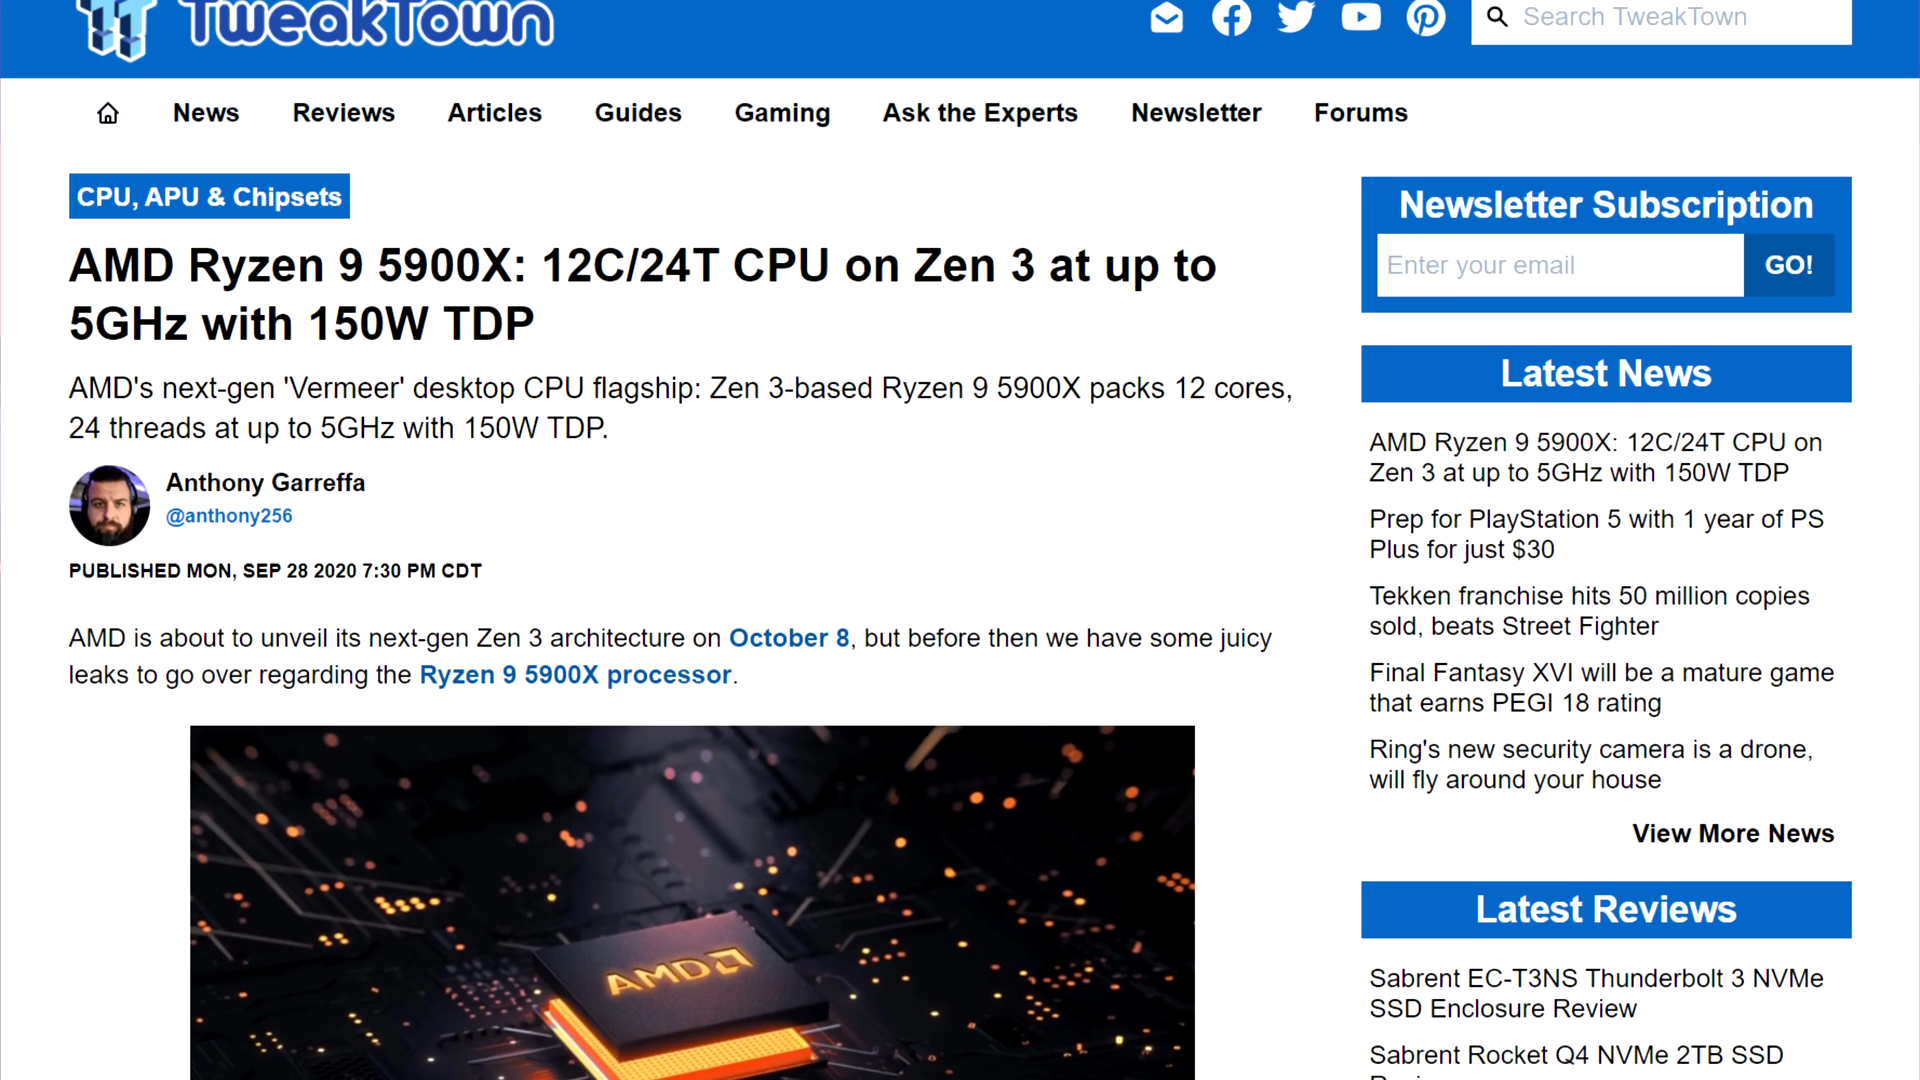 TweakTown
Search TweakTown
News
Reviews
Articles
Guides
Gaming
Ask the Experts
Newsletter
Forums
CPU, APU & Chipsets
AMD Ryzen 9 5900X: 12C/24T CPU on Zen 3 at up to
5GHz with 150W TDP
AMD's next-gen 'Vermeer' desktop CPU flagship: Zen 3-based Ryzen 9 5900X packs 12 cores,
24 threads at up to 5GHz with 150W TDP.
Anthony Garreffa
@anthony256
PUBLISHED MON, SEP 28 2020 7:30 PM CDT
AMD is about to unveil its next-gen Zen 3 architecture on October 8, but before then we have some juicy
leaks to go over regarding the Ryzen 9 5900X processor.
AMD
Newsletter Subscription
Enter your email
GO!
Latest News
AMD Ryzen 9 5900X: 12C/24T CPU on
Zen 3 at up to 5GHz with 150W TDP
Prep for PlayStation 5 with 1 year of PS
Plus for just $30
Tekken franchise hits 50 million copies
sold, beats Street Fighter
Final Fantasy XVI will be a mature game
that earns PEGI 18 rating
Ring's new security camera is a drone,
will fly around your house
View More News
Latest Reviews
Sabrent EC-T3NS Thunderbolt 3 NVMe
SSD Enclosure Review
Sabrent Rocket Q4 NVMe 2TB SSD